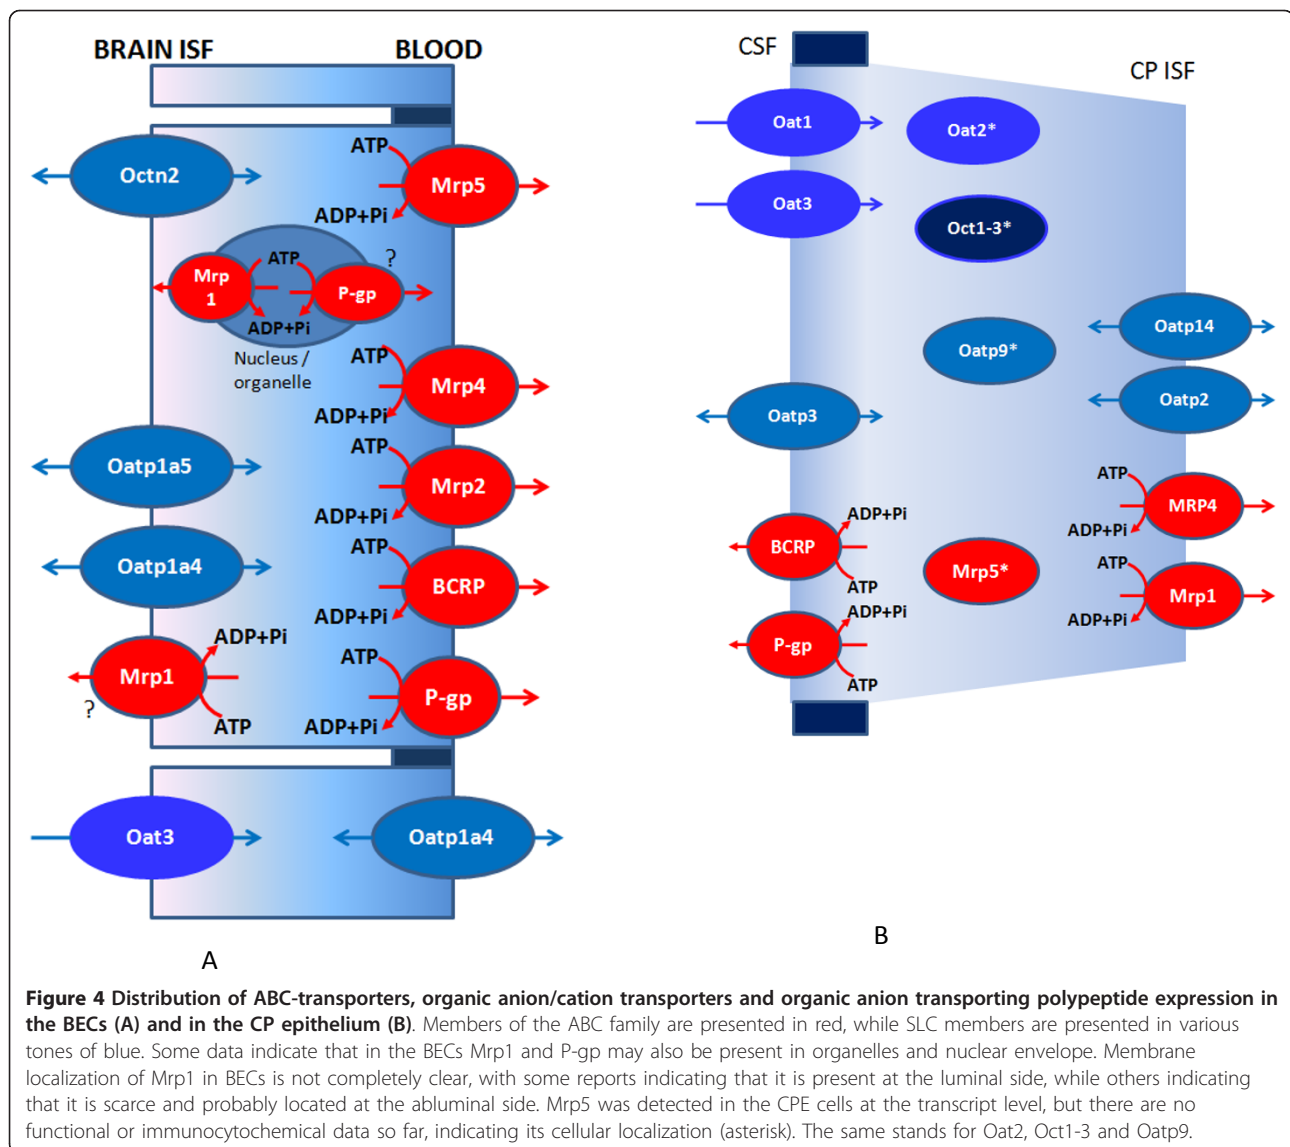 BRAIN ISF
BLOOD
Octn2
ATP
Mrp5
ADP+Pi
Mrp
1
ATP
P-gp
?
ADP+Pi
Nucleus /
organelle
ATP
Mrp4
ADP+Pi
ATP
Oatp1a5
Mrp2
ADP+Pi
ATP
Oatp1a4
BCRP
ADP+Pi
ADP+Pi
Mrp1
?
ATP
ATP
P-gp
ADP+Pi
Oat3
Oatp1a4
A
CSF
CP ISF
Oat1
Oat2*
Oat3
Oct1-3*
Oatp14
Oatp9*
Oatp2
Oatp3
ATP
MRP4
ADP+Pi
ADP+Pi
BCRP
ATP
Mrp5*
ATP
Mrp1
ADP+Pi
ADP+Pi
P-gp
ATP
B
Figure 4 Distribution of ABC-transporters, organic anion/cation transporters and organic anion transporting polypeptide expression in
the BECs (A) and in the CP epithelium (B). Members of the ABC family are presented in red, while SLC members are presented in various
tones of blue. Some data indicate that in the BECs Mrp1 and P-gp may also be present in organelles and nuclear envelope. Membrane
localization of Mrp1 in BECs is not completely clear, with some reports indicating that it is present at the luminal side, while others indicating
that it is scarce and probably located at the abluminal side. Mrp5 was detected in the CPE cells at the transcript level, but there are no
functional or immunocytochemical data so far, indicating its cellular localization (asterisk). The same stands for Oat2, Oct1-3 and Oatp9.